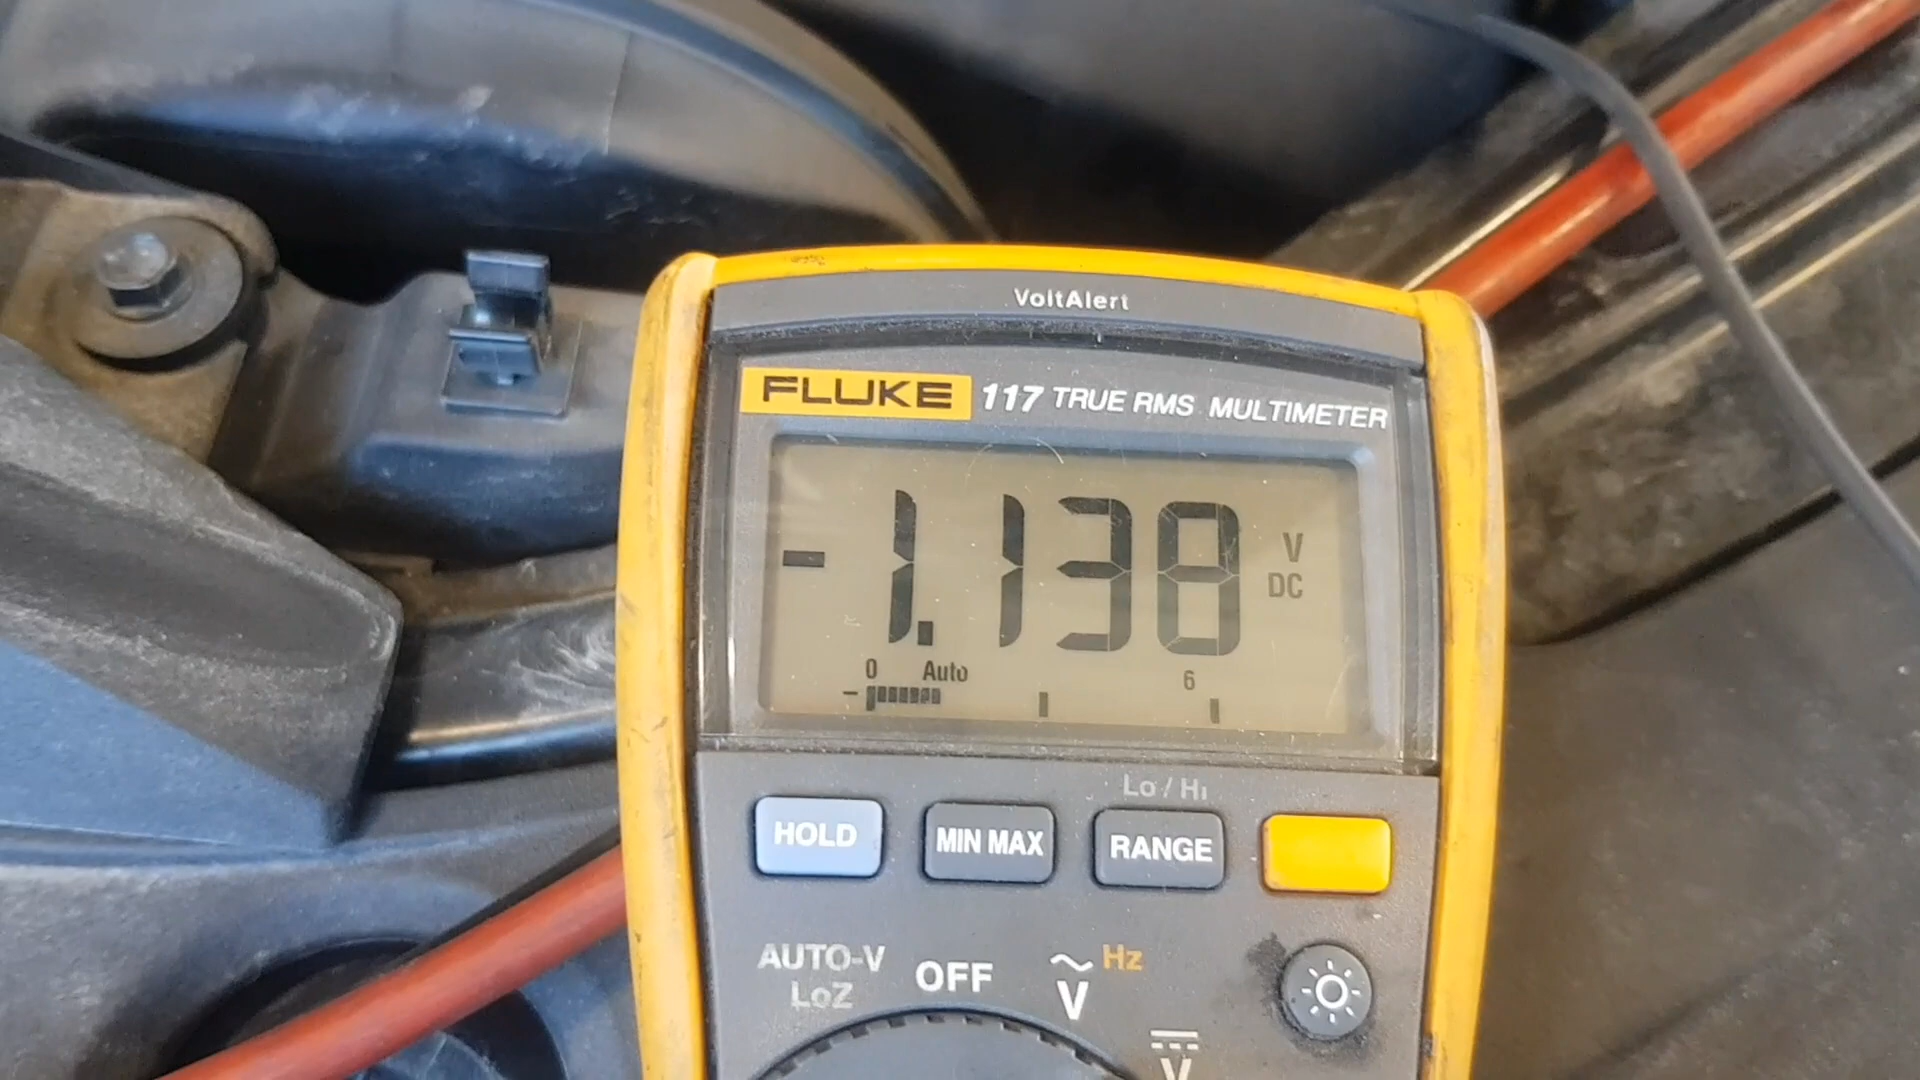 VoltAlert
FLUKE 117 TRUE RMS MULTIMETER
-1.138 V DC
0 Auto 6
Lo / Hi
HOLD MIN MAX RANGE
AUTO-V LoZ OFF Hz V
V